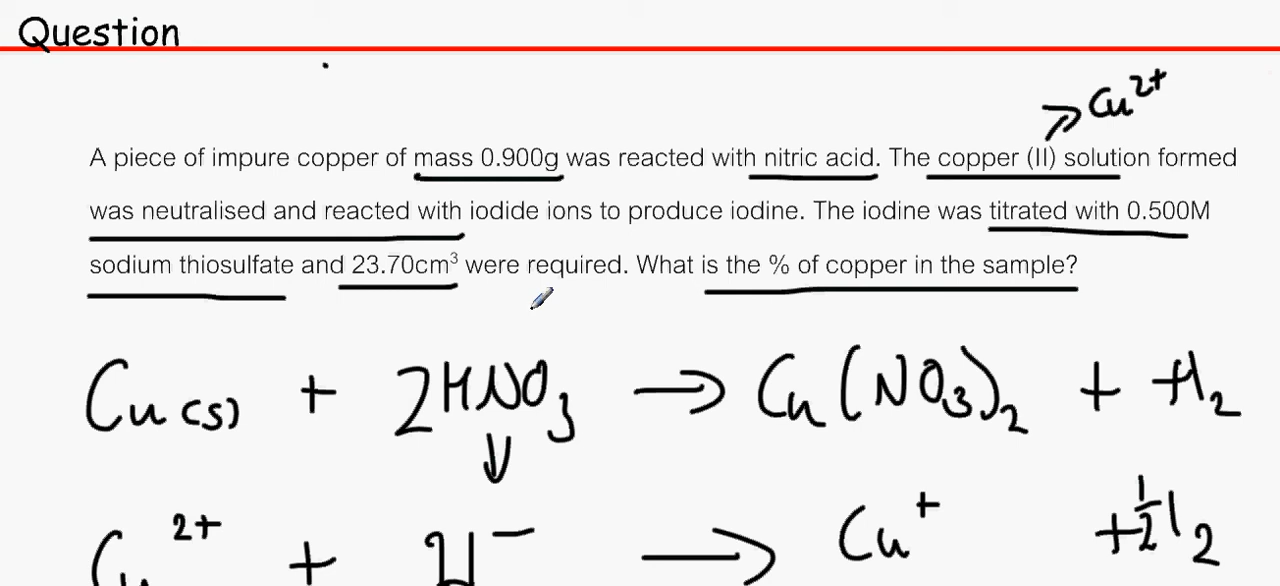 Question
Cu²⁺
A piece of impure copper of mass 0.900g was reacted with nitric acid. The copper (II) solution formed
was neutralised and reacted with iodide ions to produce iodine. The iodine was titrated with 0.500M
sodium thiosulfate and 23.70cm³ were required. What is the % of copper in the sample?
Cu (s) + 2HNO₃ → Cu(NO₃)₂ + H₂
Cu²⁺ + I⁻ → Cu⁺ + ½I₂